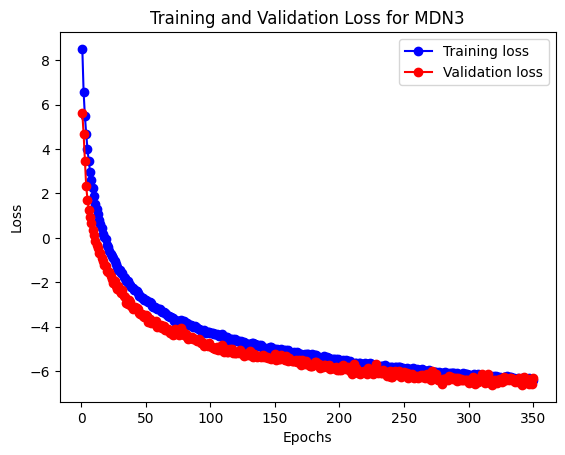 Training and Validation Loss for MDN3
Training loss
Validation loss
Loss
8
6
4
2
0
−2
−4
−6
0 50 100 150 200 250 300 350
Epochs